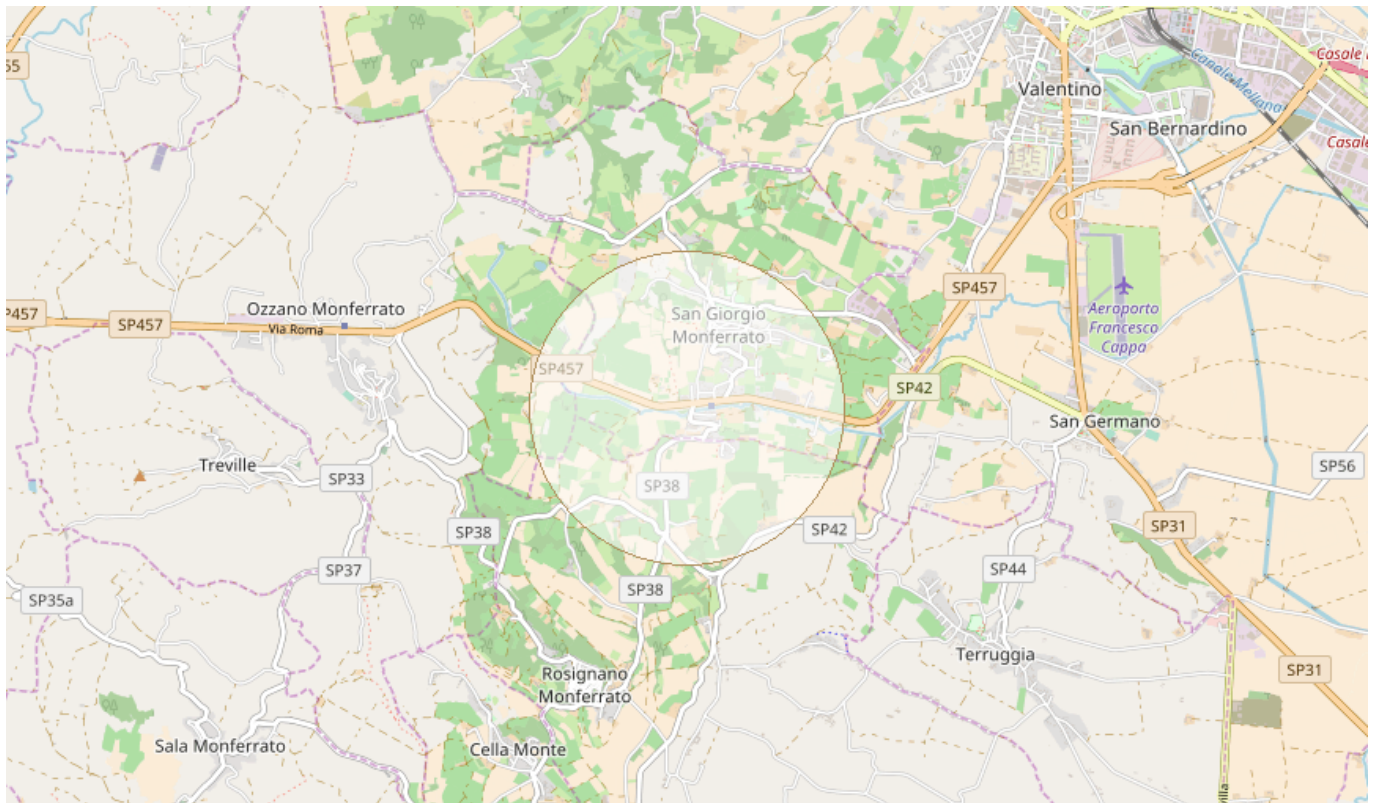 55
Casale
Valentino
Canale Mellana
San Bernardino
Casale
SP457
Aeroporto
Francesco
Cappa
P457
SP457
Ozzano Monferrato
Via Roma
San Giorgio
Monferrato
SP457
SP42
San Germano
Treville
SP33
SP38
SP56
SP38
SP42
SP31
SP37
SP44
SP35a
SP38
Terruggia
SP31
Rosignano
Monferrato
Sala Monferrato
Cella Monte
illa